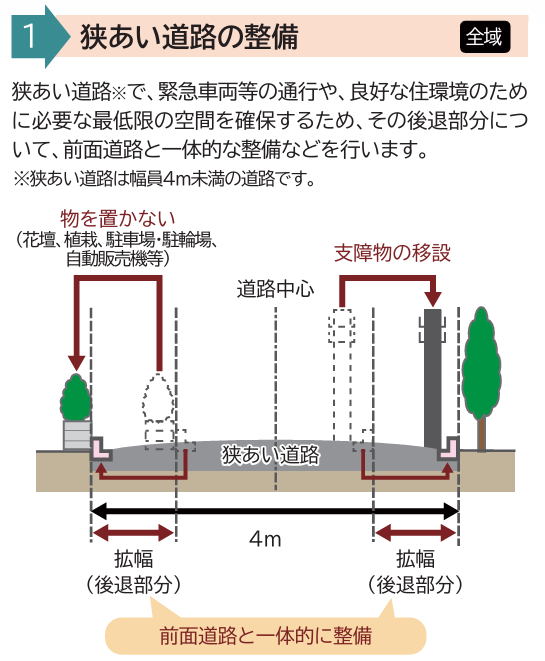 1 狭あい道路の整備 全域
狭あい道路※で、緊急車両等の通行や、良好な住環境のため
に必要な最低限の空間を確保するため、その後退部分につ
いて、前面道路と一体的な整備などを行います。
※狭あい道路は幅員4m未満の道路です。
物を置かない
（花壇、植栽、駐車場・駐輪場、
自動販売機等）
支障物の移設
道路中心
狭あい道路
4m
拡幅
（後退部分）
拡幅
（後退部分）
前面道路と一体的に整備